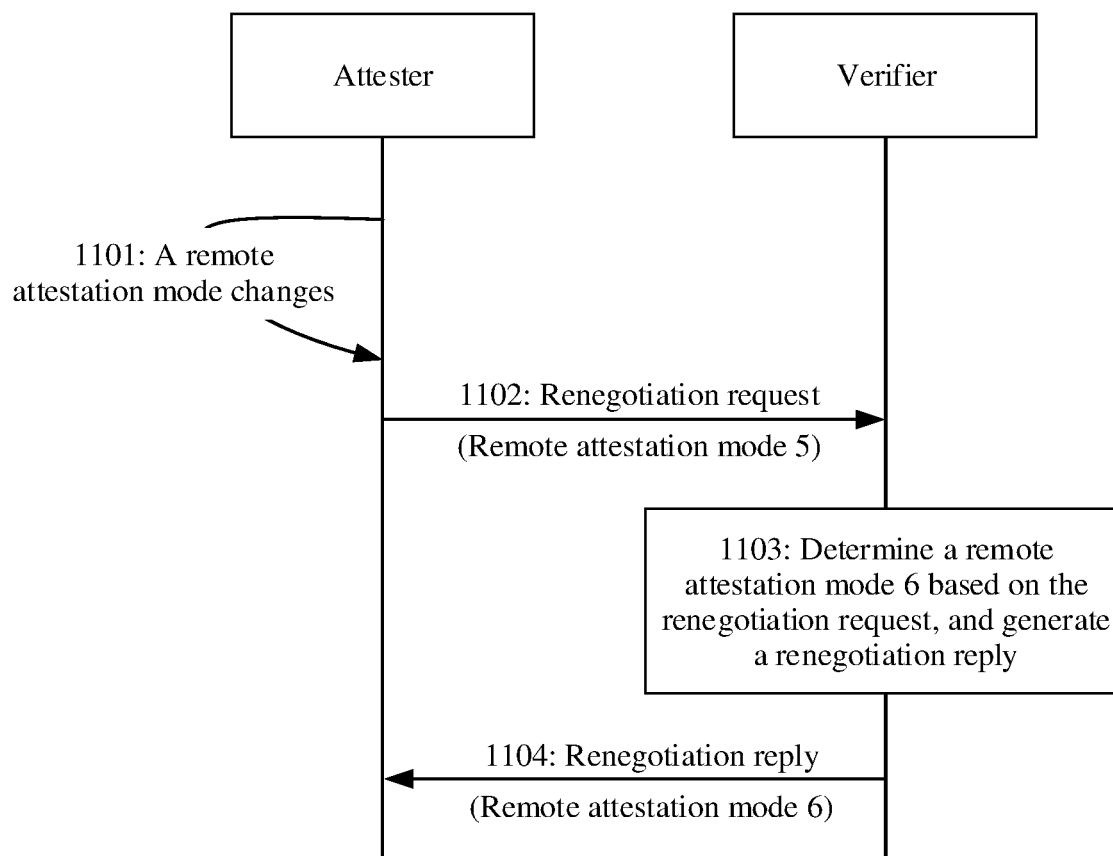 Attester
Verifier
1101: A remote
attestation mode changes
1102: Renegotiation request
(Remote attestation mode 5)
1103: Determine a remote
attestation mode 6 based on the
renegotiation request, and generate
a renegotiation reply
1104: Renegotiation reply
(Remote attestation mode 6)